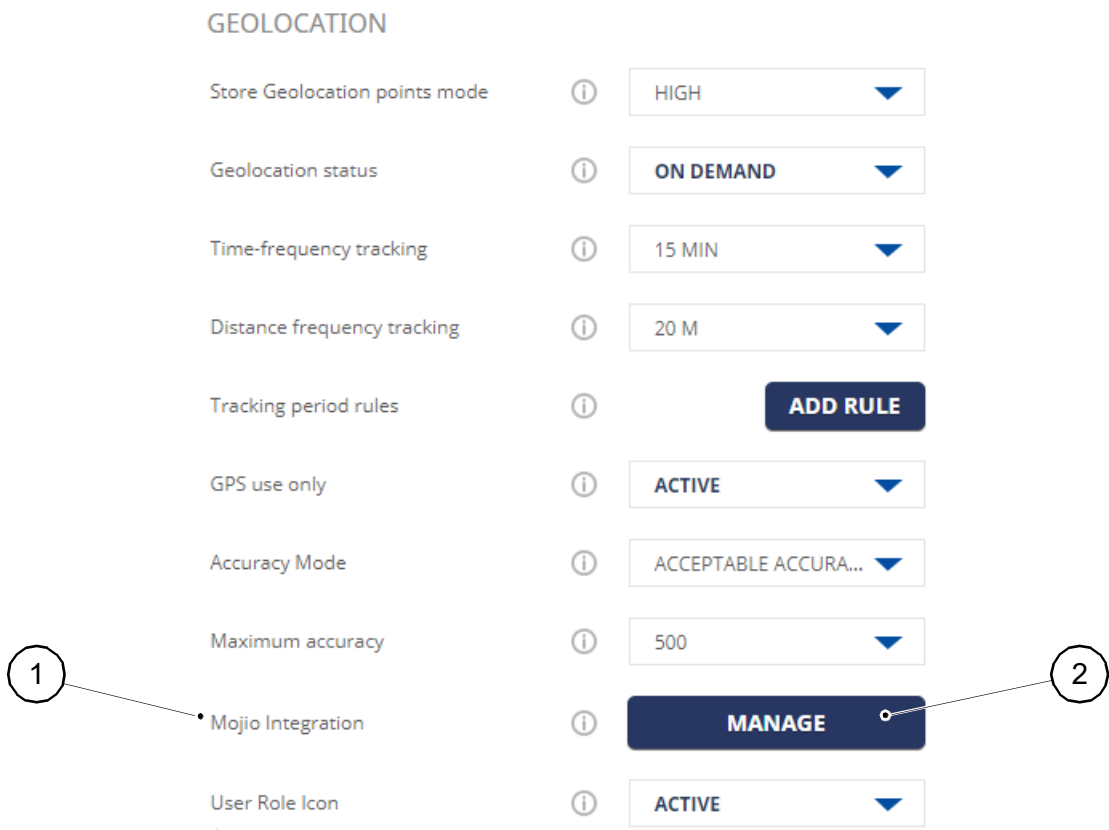 GEOLOCATION
Store Geolocation points mode
HIGH
Geolocation status
ON DEMAND
Time-frequency tracking
15 MIN
Distance frequency tracking
20 M
Tracking period rules
ADD RULE
GPS use only
ACTIVE
Accuracy Mode
ACCEPTABLE ACCURA...
Maximum accuracy
500
1
2
Mojio Integration
MANAGE
User Role Icon
ACTIVE